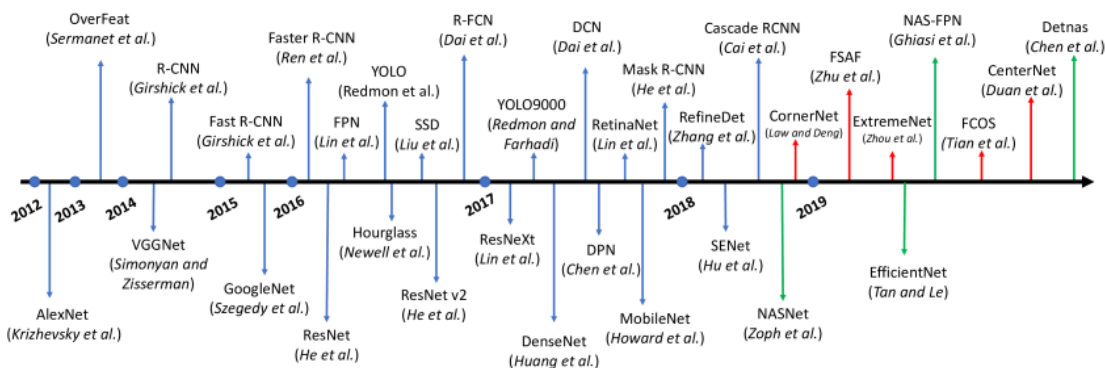 OverFeat
(Sermanet et al.)
R-CNN
(Girshick et al.)
Fast R-CNN
(Girshick et al.)
Faster R-CNN
(Ren et al.)
FPN
(Lin et al.)
YOLO
(Redmon et al.)
SSD
(Liu et al.)
R-FCN
(Dai et al.)
YOLO9000
(Redmon and
Farhadi)
DCN
(Dai et al.)
RetinaNet
(Lin et al.)
Mask R-CNN
(He et al.)
RefineDet
(Zhang et al.)
Cascade RCNN
(Cai et al.)
CornerNet
(Law and Deng)
FSAF
(Zhu et al.)
ExtremeNet
(Zhou et al.)
NAS-FPN
(Ghiasi et al.)
FCOS
(Tian et al.)
CenterNet
(Duan et al.)
Detnas
(Chen et al.)
2012
2013
2014
2015
2016
2017
2018
2019
AlexNet
(Krizhevsky et al.)
VGGNet
(Simonyan and
Zisserman)
GoogleNet
(Szegedy et al.)
ResNet
(He et al.)
Hourglass
(Newell et al.)
ResNet v2
(He et al.)
ResNeXt
(Lin et al.)
DenseNet
(Huang et al.)
DPN
(Chen et al.)
MobileNet
(Howard et al.)
SENet
(Hu et al.)
NASNet
(Zoph et al.)
EfficientNet
(Tan and Le)